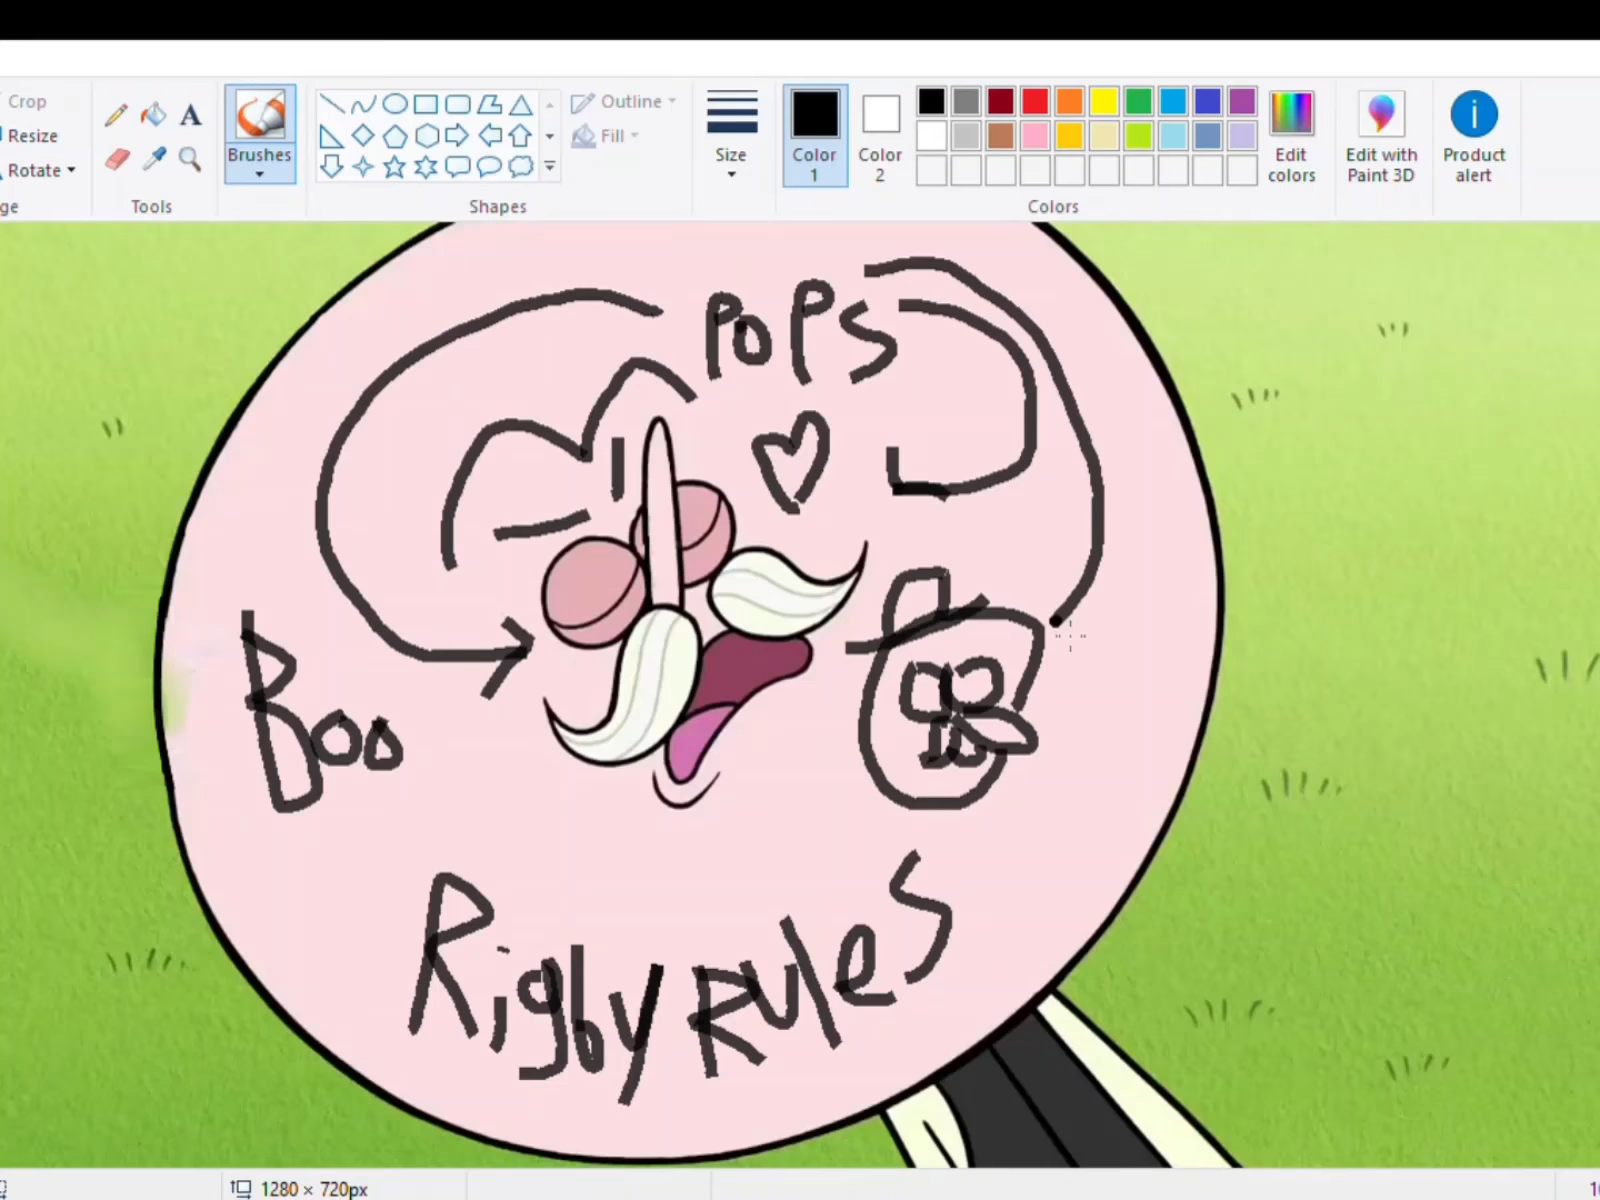 Crop
Resize
Rotate
ge
Tools
Brushes
Shapes
Outline
Fill
Size
Color 1
Color 2
Colors
Edit colors
Edit with Paint 3D
Product alert
POPS
Boo
Rigby RULES
1280 × 720px